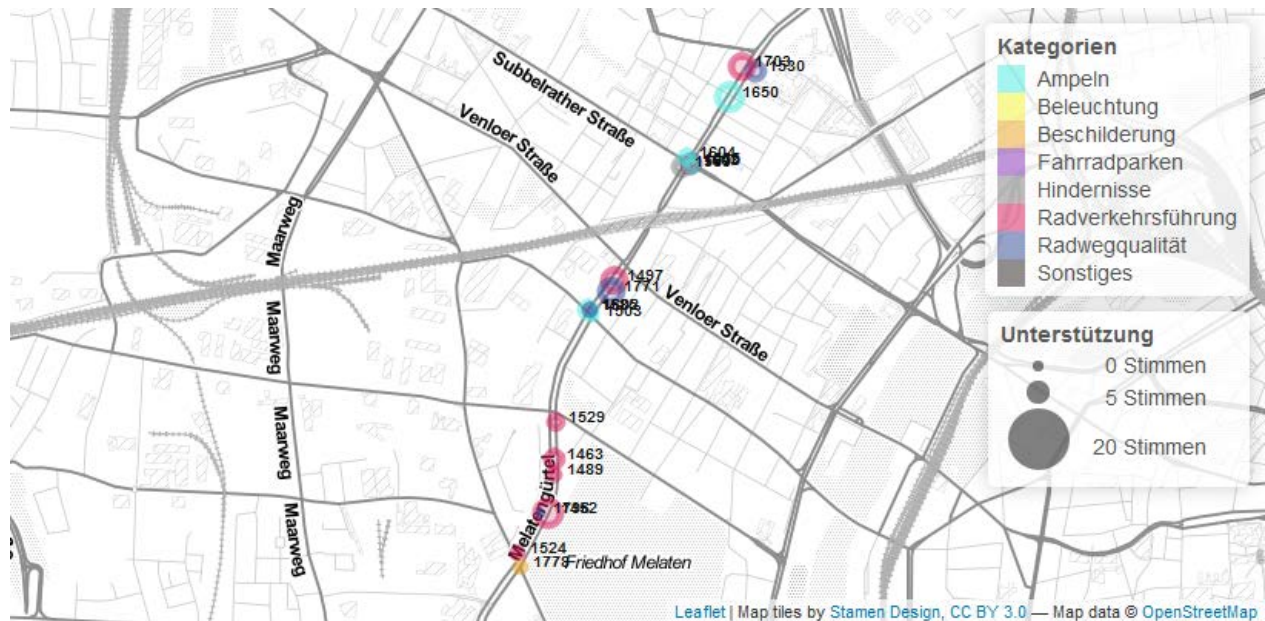 Kategorien
Ampeln
Beleuchtung
Beschilderung
Fahrradparken
Hindernisse
Radverkehrsführung
Radwegqualität
Sonstiges
Unterstützung
0 Stimmen
5 Stimmen
20 Stimmen
Subbelrather Straße
Venloer Straße
Venloer Straße
Maarweg
Maarweg
Maarweg
Maarweg
Melatengürtel
Friedhof Melaten
1530
1650
1604
1497
1771
1503
1529
1463
1489
1524
1778
Leaflet | Map tiles by Stamen Design, CC BY 3.0 — Map data © OpenStreetMap